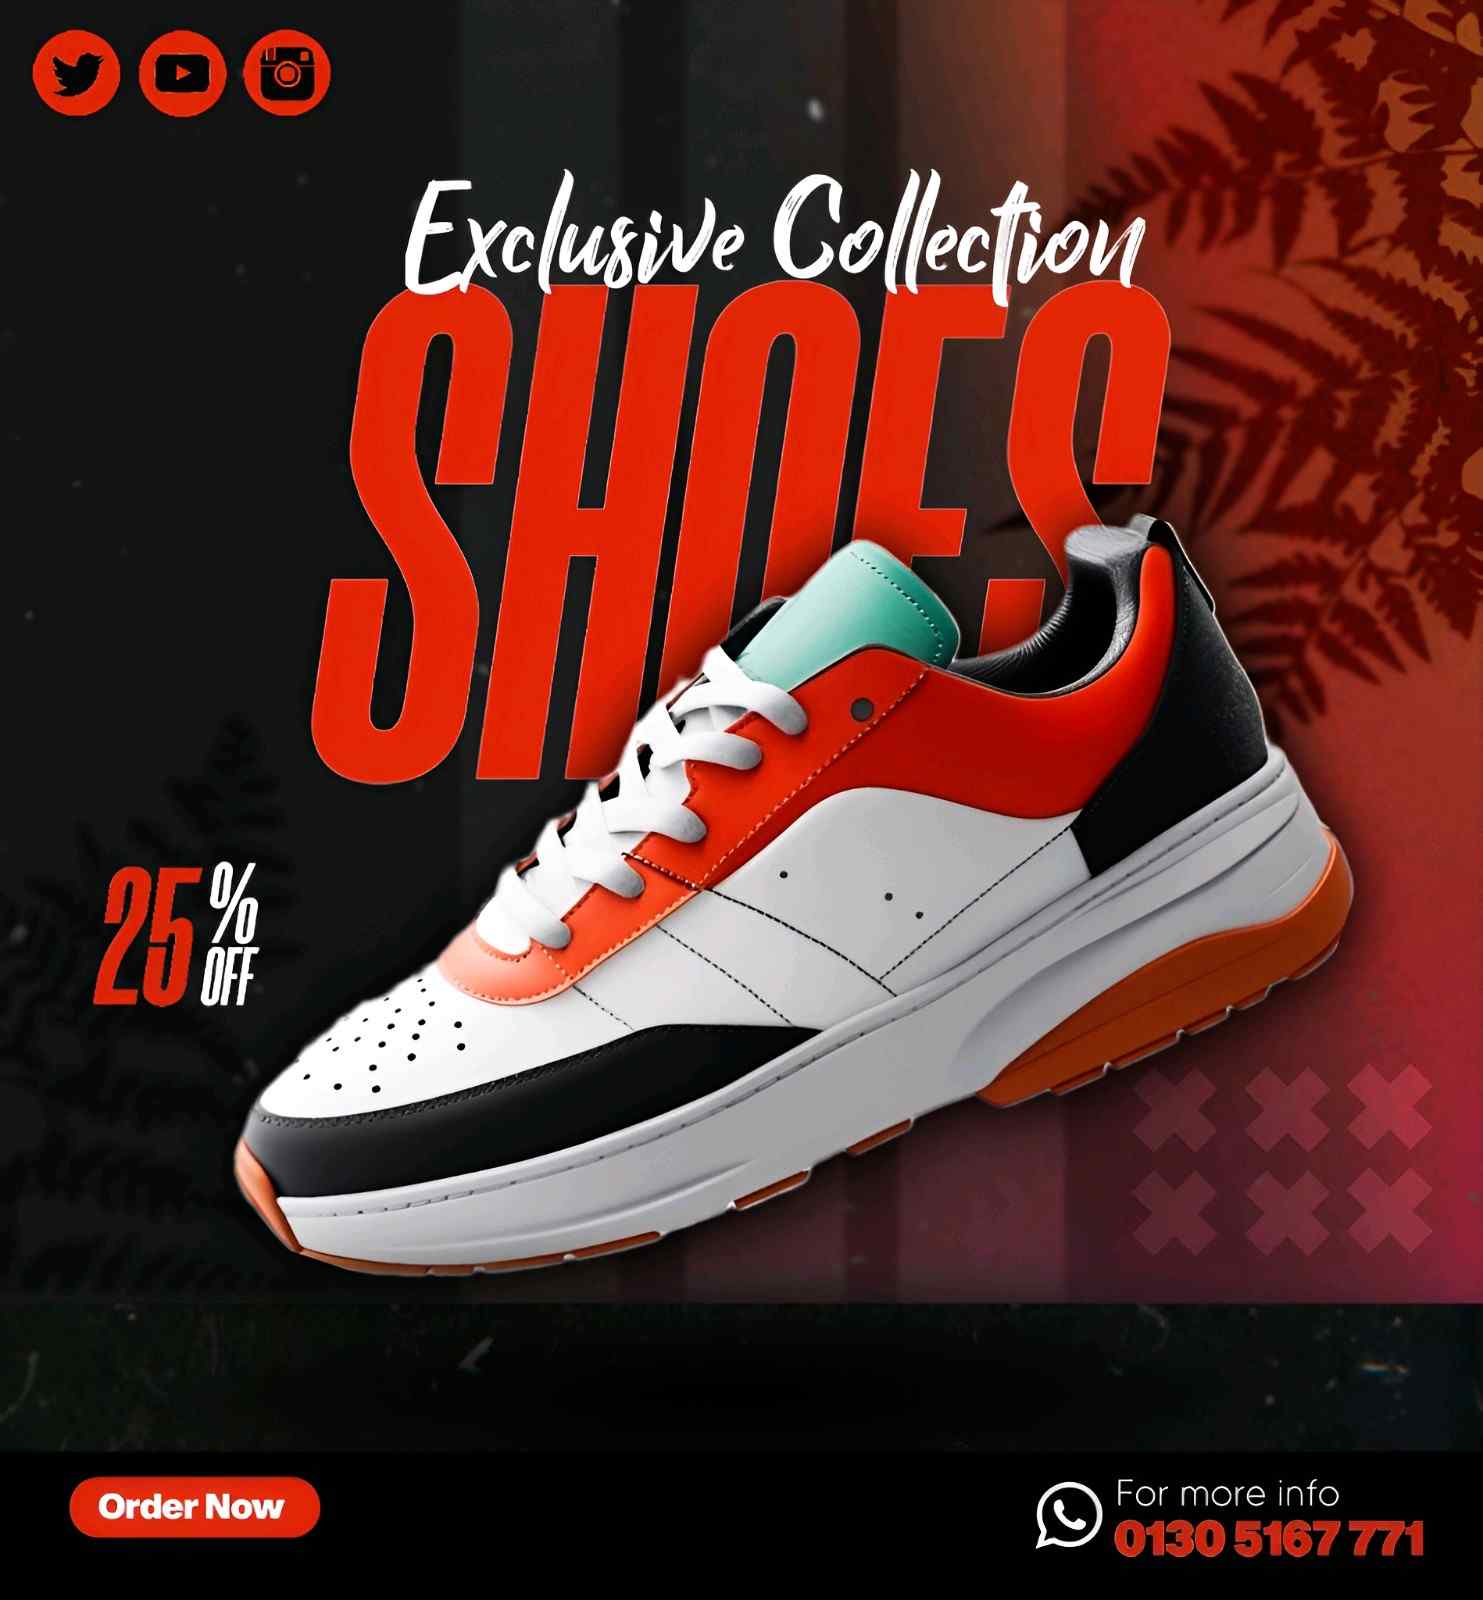 Exclusive Collection
SHOES
25%
OFF
Order Now
For more info
0130 5167 771